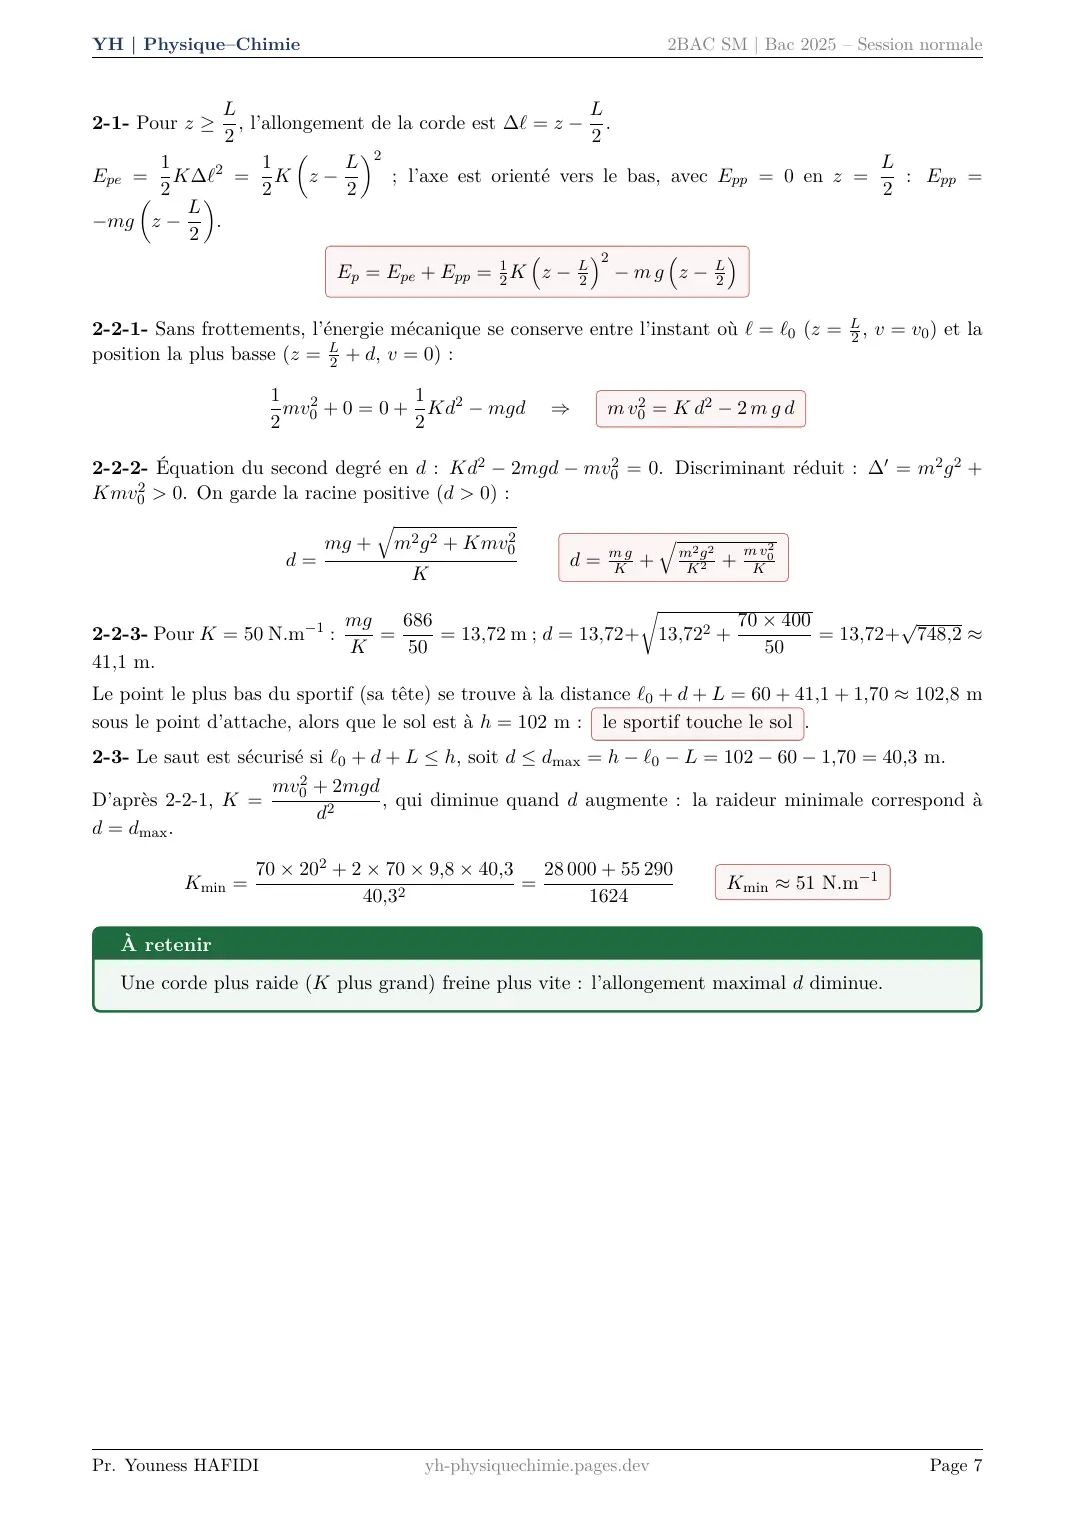 YH | Physique–Chimie 2BAC SM | Bac 2025 – Session normale
2-1- Pour z ≥ L/2, l'allongement de la corde est Δℓ = z − L/2.
E_pe = 1/2 KΔℓ² = 1/2 K (z − L/2)² ; l'axe est orienté vers le bas, avec E_pp = 0 en z = L/2 : E_pp =
−mg (z − L/2).
E_p = E_pe + E_pp = 1/2 K (z − L/2)² − m g (z − L/2)
2-2-1- Sans frottements, l'énergie mécanique se conserve entre l'instant où ℓ = ℓ₀ (z = L/2, v = v₀) et la
position la plus basse (z = L/2 + d, v = 0) :
1/2 mv₀² + 0 = 0 + 1/2 Kd² − mgd ⇒ m v₀² = K d² − 2 m g d
2-2-2- Équation du second degré en d : Kd² − 2mgd − mv₀² = 0. Discriminant réduit : Δ′ = m²g² +
Kmv₀² > 0. On garde la racine positive (d > 0) :
d = (mg + √(m²g² + Kmv₀²))/K d = m g/K + √(m²g²/K² + m v₀²/K)
2-2-3- Pour K = 50 N.m⁻¹ : mg/K = 686/50 = 13,72 m ; d = 13,72+√(13,72² + (70 × 400)/50) = 13,72+√748,2 ≈
41,1 m.
Le point le plus bas du sportif (sa tête) se trouve à la distance ℓ₀ + d + L = 60 + 41,1 + 1,70 ≈ 102,8 m
sous le point d'attache, alors que le sol est à h = 102 m : le sportif touche le sol .
2-3- Le saut est sécurisé si ℓ₀ + d + L ≤ h, soit d ≤ d_max = h − ℓ₀ − L = 102 − 60 − 1,70 = 40,3 m.
D'après 2-2-1, K = (mv₀² + 2mgd)/d², qui diminue quand d augmente : la raideur minimale correspond à
d = d_max.
K_min = (70 × 20² + 2 × 70 × 9,8 × 40,3)/40,3² = (28 000 + 55 290)/1624 K_min ≈ 51 N.m⁻¹
À retenir
Une corde plus raide (K plus grand) freine plus vite : l'allongement maximal d diminue.
Pr. Youness HAFIDI yh-physiquechimie.pages.dev Page 7